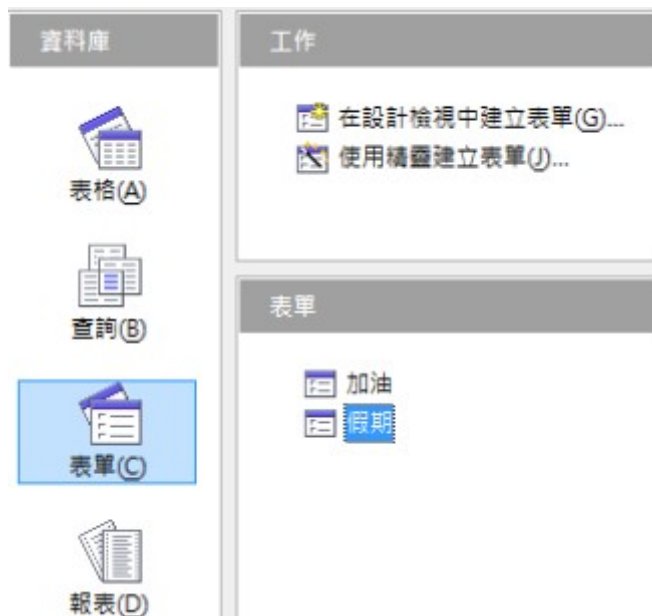 資料庫
表格(A)
查詢(B)
表單(C)
報表(D)
工作
在設計檢視中建立表單(G)...
使用精靈建立表單(J)...
表單
加油
假期